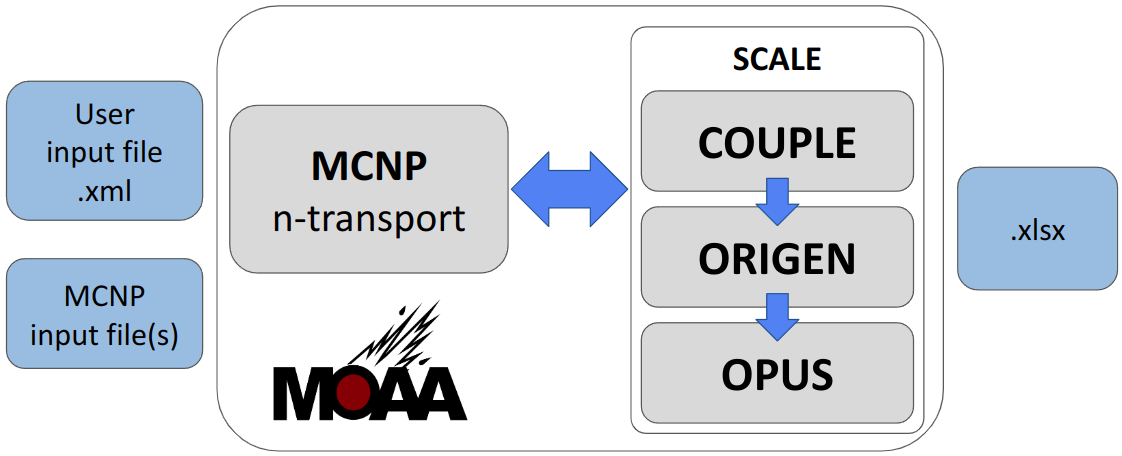 User
input file
.xml
MCNP
input file(s)
MCNP
n-transport
MOAA
SCALE
COUPLE
ORIGEN
OPUS
.xlsx